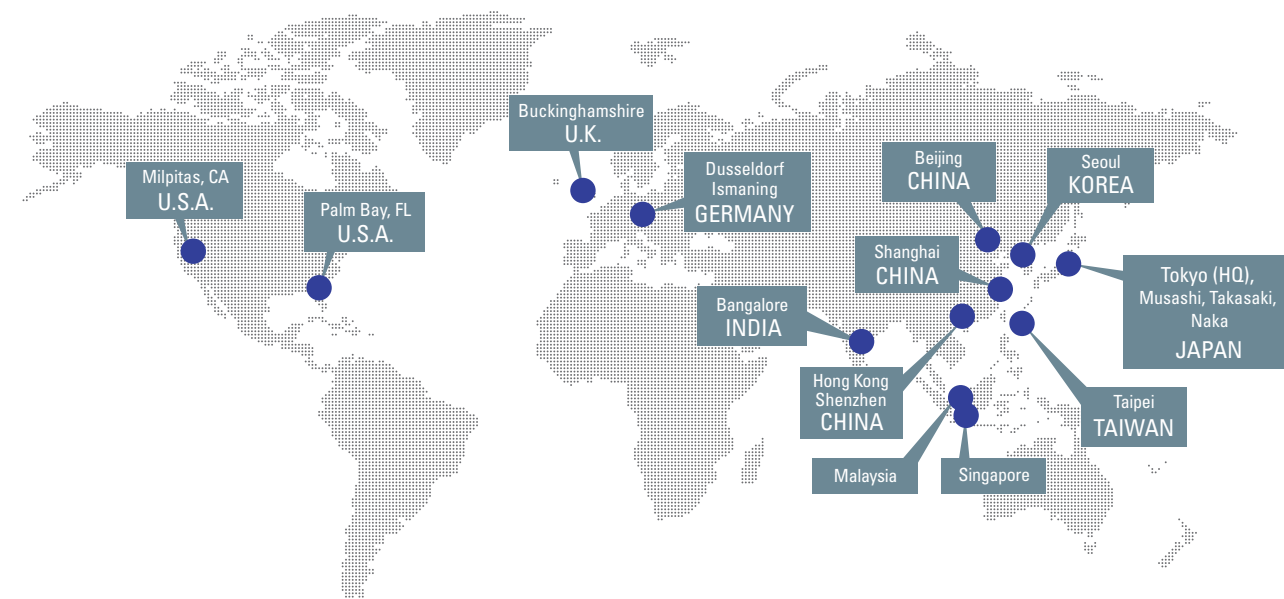 Buckinghamshire
U.K.
Milpitas, CA
U.S.A.
Palm Bay, FL
U.S.A.
Dusseldorf
Ismaning
GERMANY
Beijing
CHINA
Seoul
KOREA
Shanghai
CHINA
Tokyo (HQ),
Musashi, Takasaki,
Naka
JAPAN
Bangalore
INDIA
Hong Kong
Shenzhen
CHINA
Taipei
TAIWAN
Malaysia
Singapore